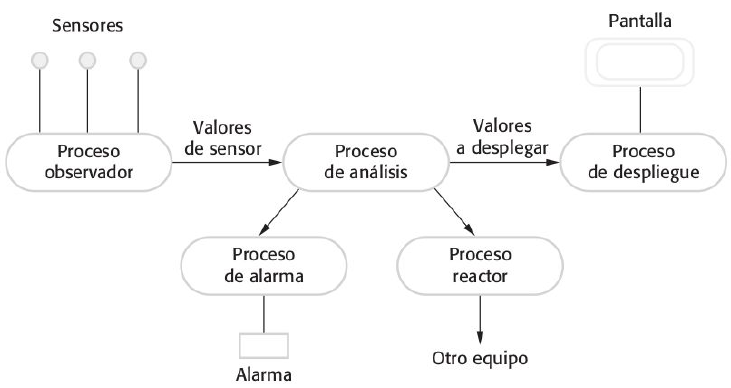 Sensores
Pantalla
Valores
de sensor
Valores
a desplegar
Proceso
observador
Proceso
de análisis
Proceso
de despliegue
Proceso
de alarma
Proceso
reactor
Alarma
Otro equipo